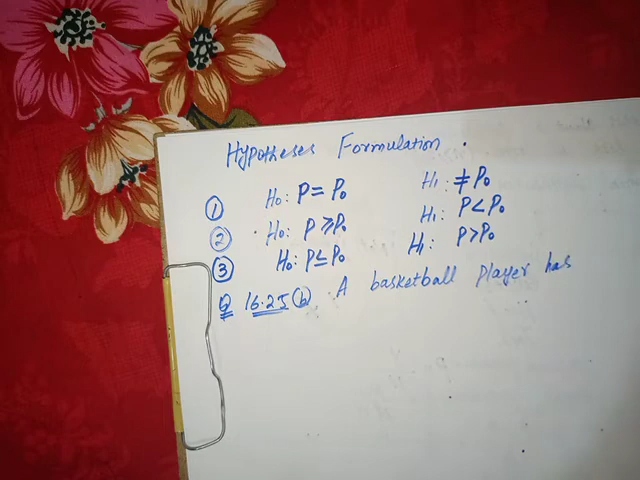 Hypotheses Formulation .
① H₀: P = P₀ H₁: ≠ P₀
② H₀: P ⩾ P₀ H₁: P < P₀
③ H₀: P ≤ P₀ H₁: P > P₀
Q 16.25 (b). A basketball player has